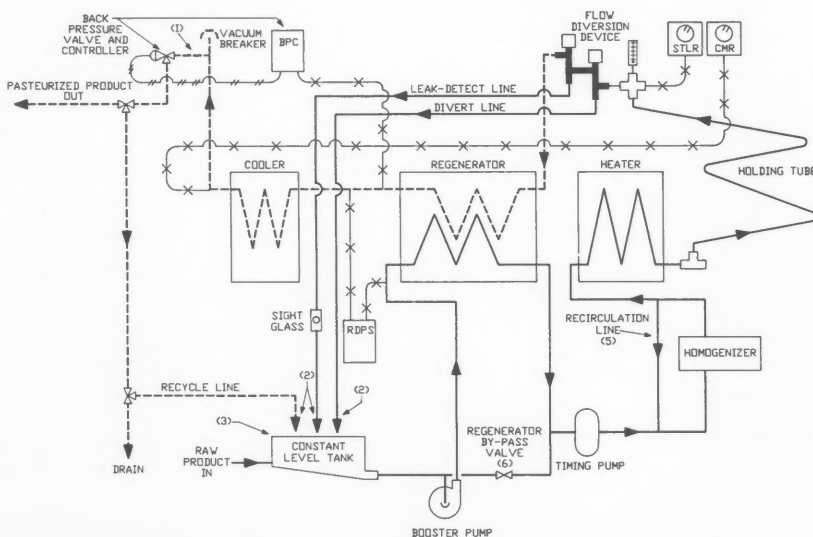 BACK
PRESSURE
VALVE AND
CONTROLLER
(1)
VACUUM
BREAKER
BPC
FLOW
DIVERSION
DEVICE
STLR
CMR
PASTEURIZED PRODUCT
OUT
LEAK-DETECT LINE
DIVERT LINE
COOLER
REGENERATOR
HEATER
HOLDING TUBE
SIGHT
GLASS
RDPS
RECIRCULATION
LINE
(5)
HOMOGENIZER
RECYCLE LINE
(2)
(2)
(3)
CONSTANT
LEVEL TANK
RAW
PRODUCT
IN
REGENERATOR
BY-PASS
VALVE
(6)
TIMING PUMP
DRAIN
BOOSTER PUMP